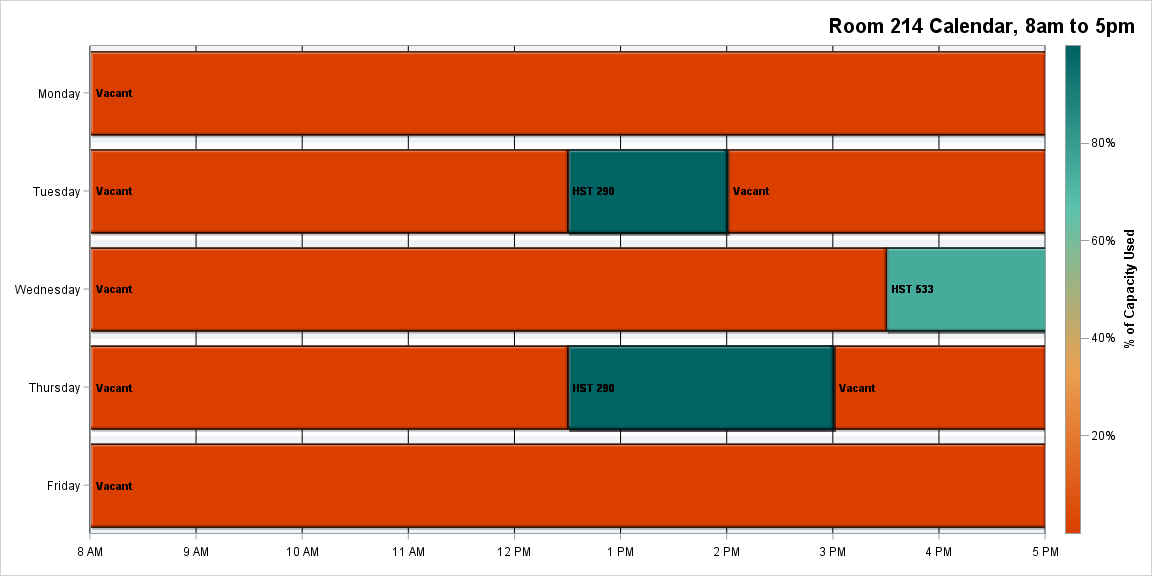 Room 214 Calendar, 8am to 5pm
Monday
Vacant
Tuesday
Vacant
HST 290
Vacant
Wednesday
Vacant
HST 533
Thursday
Vacant
HST 290
Vacant
Friday
Vacant
8 AM
9 AM
10 AM
11 AM
12 PM
1 PM
2 PM
3 PM
4 PM
5 PM
80%
60%
40%
20%
% of Capacity Used